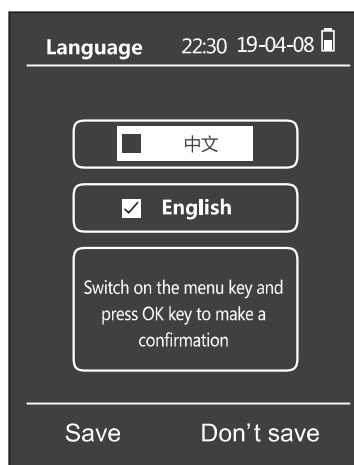 Language 22:30 19-04-08
中文
English
Switch on the menu key and
press OK key to make a
confirmation
Save Don't save